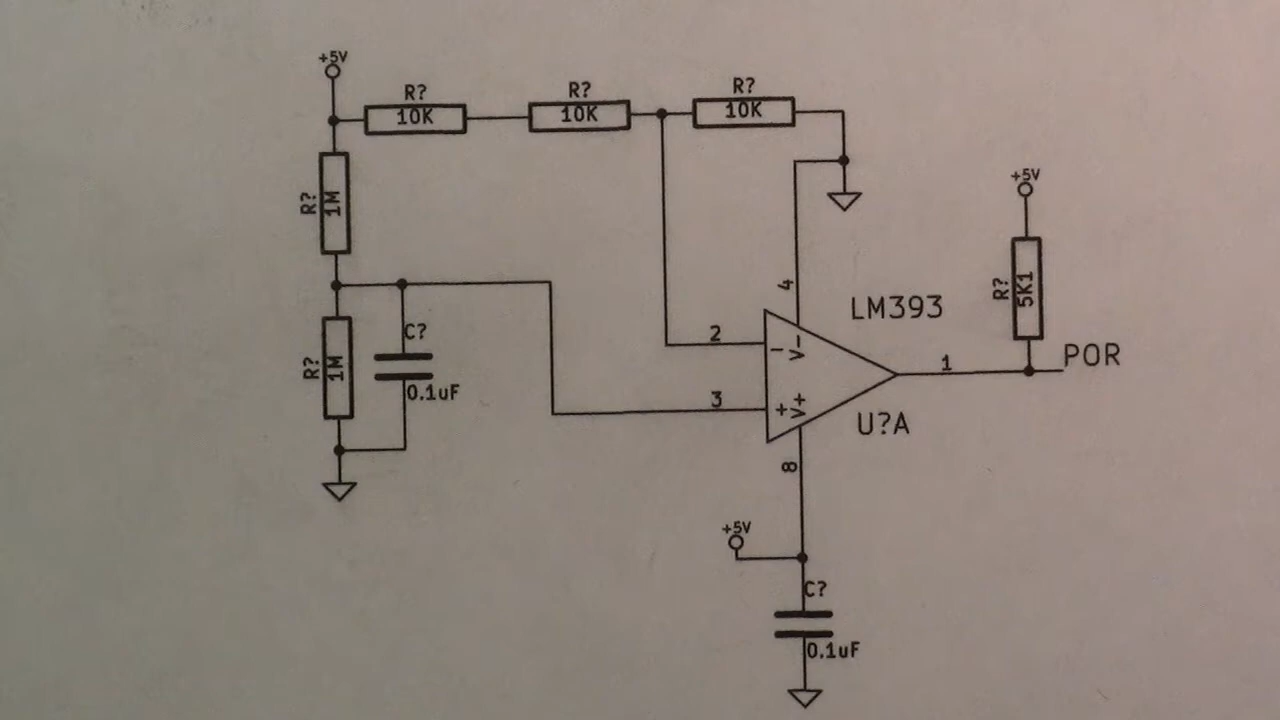 +5V
R?
10K
R?
10K
R?
10K
R?
1M
+5V
R?
5K1
4
LM393
2
-
V-
C?
0.1uF
R?
1M
3
+
V+
1
POR
U?A
8
+5V
C?
0.1uF